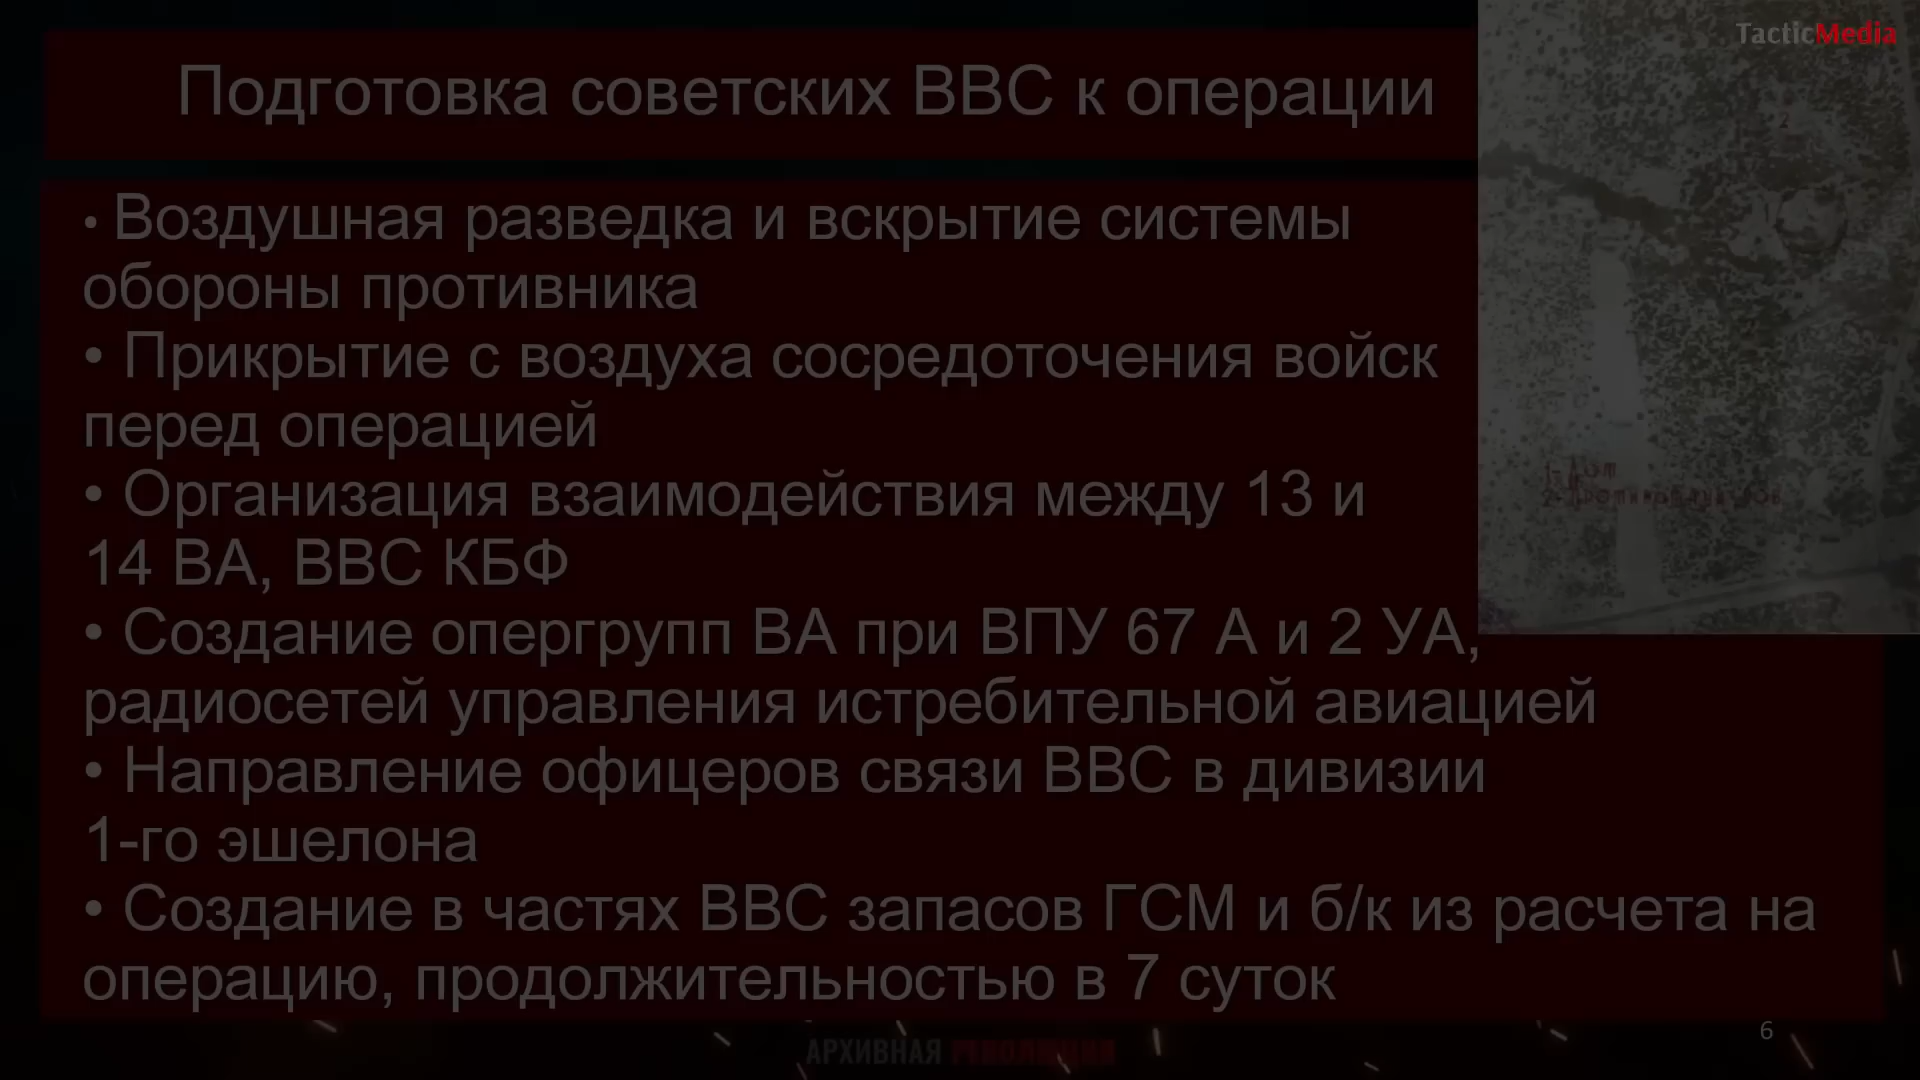 TacticMedia
Подготовка советских ВВС к операции
• Воздушная разведка и вскрытие системы
обороны противника
• Прикрытие с воздуха сосредоточения войск
перед операцией
• Организация взаимодействия между 13 и
14 ВА, ВВС КБФ
• Создание опергрупп ВА при ВПУ 67 А и 2 УА,
радиосетей управления истребительной авиацией
• Направление офицеров связи ВВС в дивизии
1-го эшелона
• Создание в частях ВВС запасов ГСМ и б/к из расчета на
операцию, продолжительностью в 7 суток
2
6
АРХИВНАЯ РЕВОЛЮЦИЯ